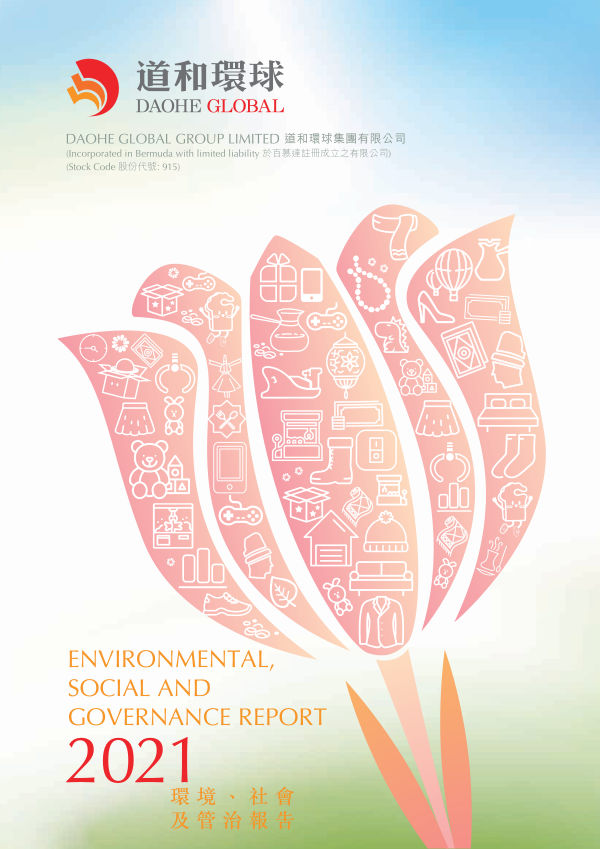 道和環球
DAOHE GLOBAL
DAOHE GLOBAL GROUP LIMITED 道和環球集團有限公司
(Incorporated in Bermuda with limited liability 於百慕達註冊成立之有限公司)
(Stock Code 股份代號: 915)
ENVIRONMENTAL,
SOCIAL AND
GOVERNANCE REPORT
2021
環境、社會
及管治報告